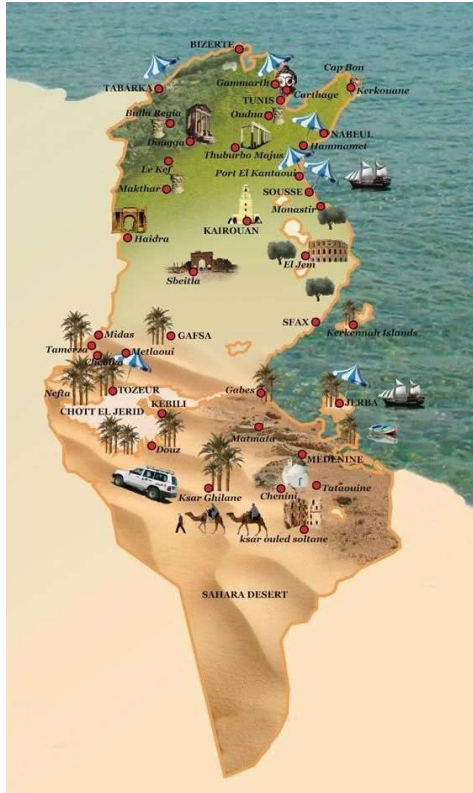 BIZERTE
Cap Bon
Gammarth
TABARKA
Carthage
Kerkouane
TUNIS
Bulla Regia
Oudna
NABEUL
Dougga
Hammamet
Thuburbo Majus
Le Kef
Port El Kantaoui
Makthar
SOUSSE
Monastir
KAIROUAN
Haidra
El Jem
Sbeitla
SFAX
Kerkennah Islands
Midas
GAFSA
Tamerza
Metlaoui
Chebika
TOZEUR
Nefta
Gabes
KEBILI
JERBA
CHOTT EL JERID
Matmata
Douz
MEDENINE
Ksar Ghilane
Chenini
Tataouine
ksar ouled soltane
SAHARA DESERT